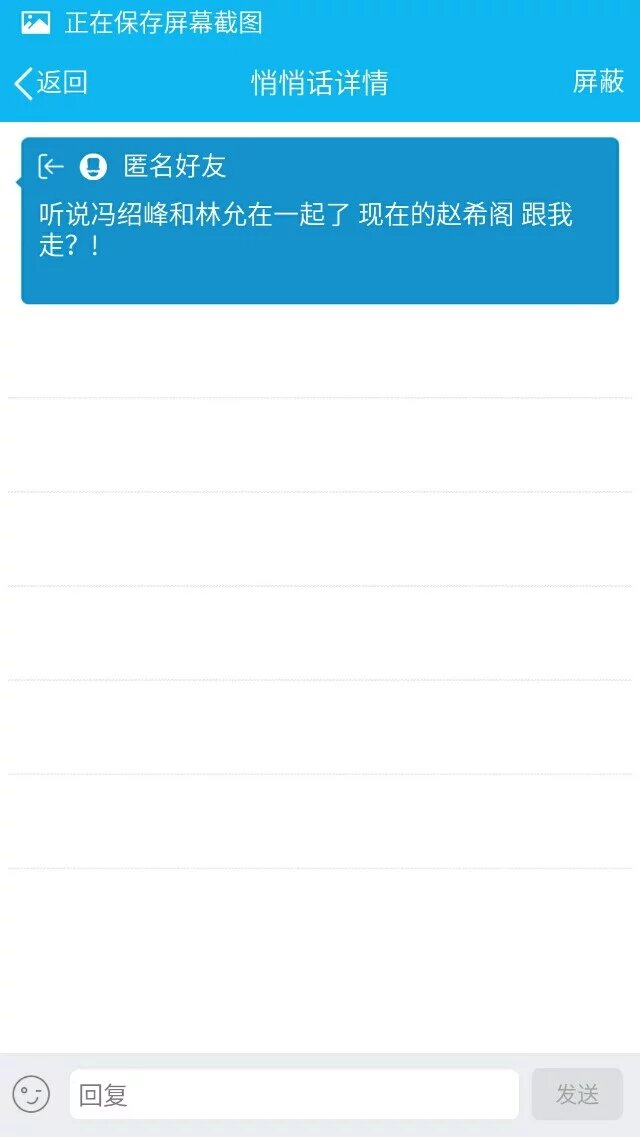 正在保存屏幕截图
返回
悄悄话详情
屏蔽
匿名好友
听说冯绍峰和林允在一起了 现在的赵希阁 跟我
走？！
回复
发送